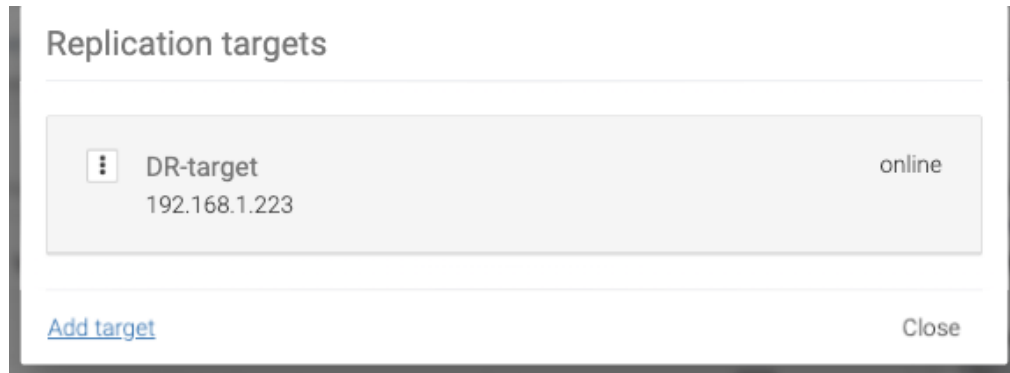 Replication targets
DR-target
online
192.168.1.223
Add target
Close